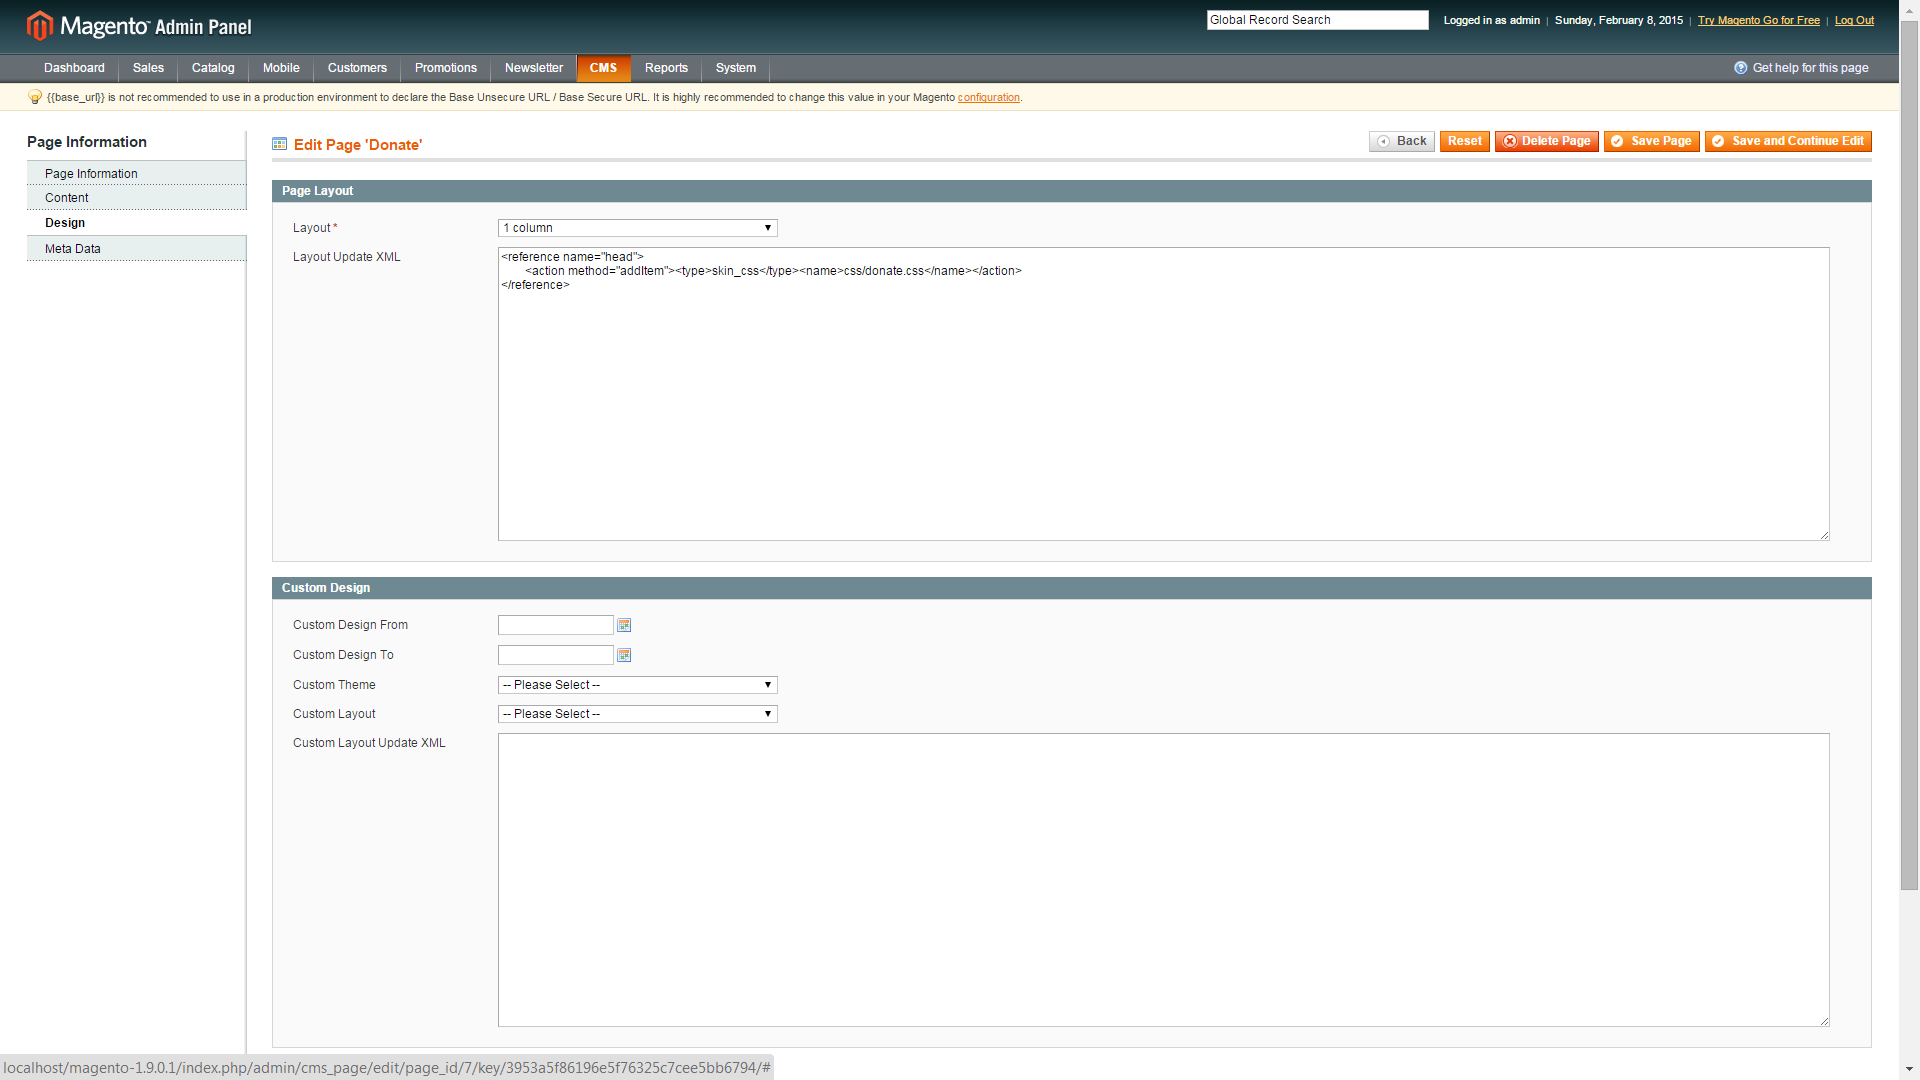 Magento™ Admin Panel
Global Record Search
Logged in as admin | Sunday, February 8, 2015 | Try Magento Go for Free | Log Out
Dashboard Sales Catalog Mobile Customers Promotions Newsletter CMS Reports System
Get help for this page
{{base_url}} is not recommended to use in a production environment to declare the Base Unsecure URL / Base Secure URL. It is highly recommended to change this value in your Magento configuration.
Page Information
Page Information
Content
Design
Meta Data
Edit Page 'Donate'
Back Reset Delete Page Save Page Save and Continue Edit
Page Layout
Layout *
1 column
Layout Update XML
<reference name="head">
<action method="addItem"><type>skin_css</type><name>css/donate.css</name></action>
</reference>
Custom Design
Custom Design From
Custom Design To
Custom Theme
-- Please Select --
Custom Layout
-- Please Select --
Custom Layout Update XML
localhost/magento-1.9.0.1/index.php/admin/cms_page/edit/page_id/7/key/3953a5f86196e5f76325c7cee5bb6794/#